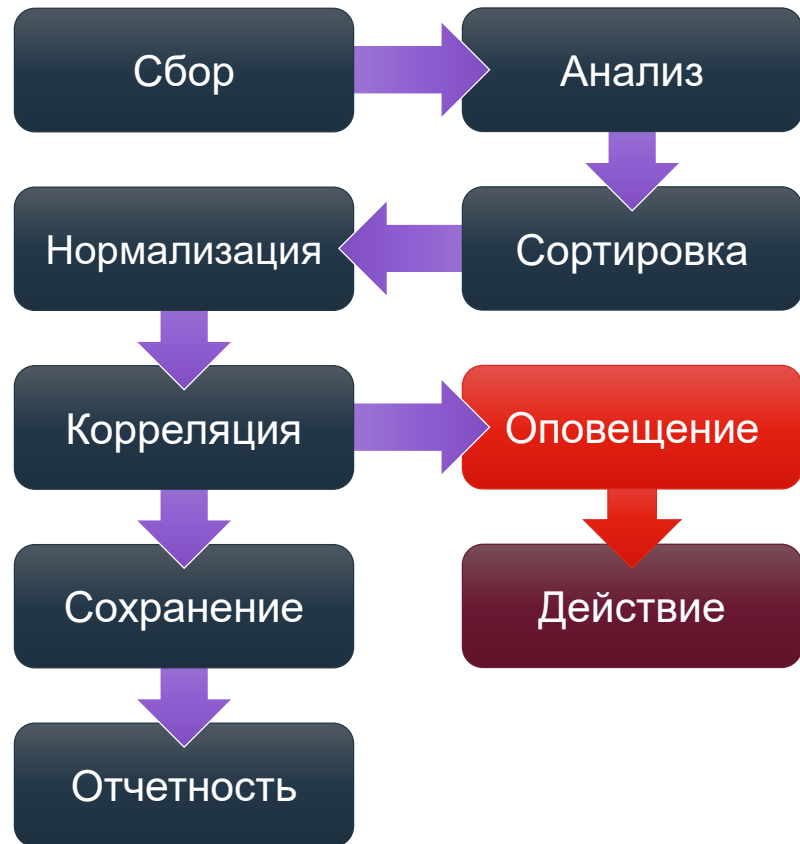 Сбор
Анализ
Сортировка
Нормализация
Корреляция
Оповещение
Действие
Сохранение
Отчетность